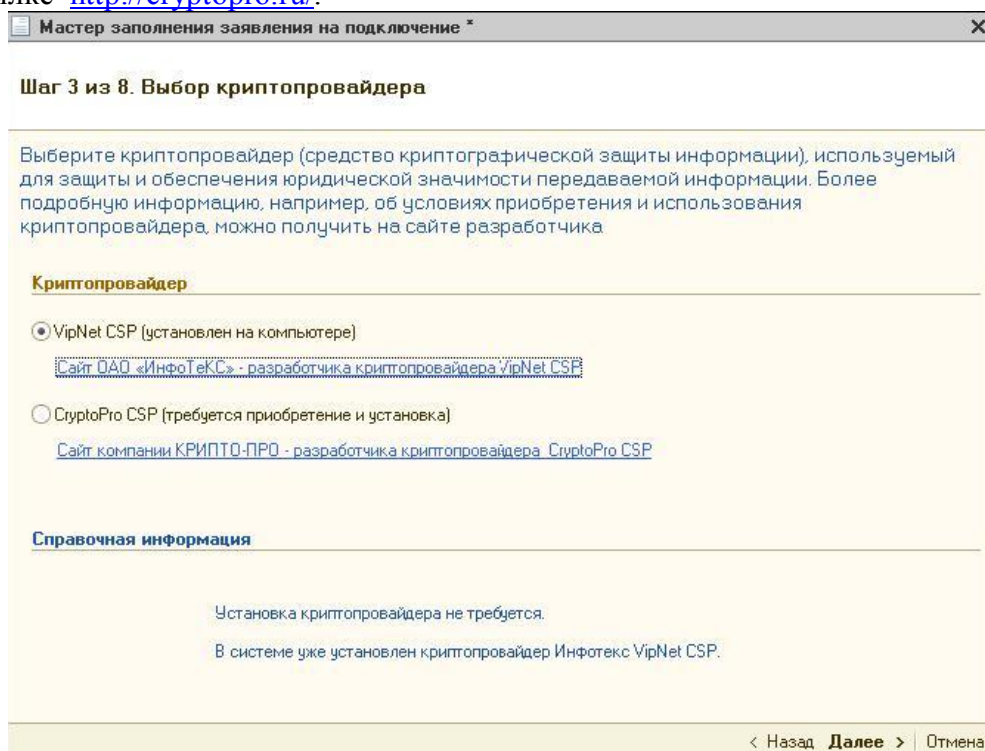 http://cryptopro.ru/.
Мастер заполнения заявления на подключение *
Шаг 3 из 8. Выбор криптопровайдера
Выберите криптопровайдер (средство криптографической защиты информации), используемый
для защиты и обеспечения юридической значимости передаваемой информации. Более
подробную информацию, например, об условиях приобретения и использования
криптопровайдера, можно получить на сайте разработчика
Криптопровайдер
VipNet CSP (установлен на компьютере)
Сайт ОАО «ИнфоТеКС» - разработчика криптопровайдера VipNet CSP
CryptoPro CSP (требуется приобретение и установка)
Сайт компании КРИПТО-ПРО - разработчика криптопровайдера CryptoPro CSP
Справочная информация
Установка криптопровайдера не требуется.
В системе уже установлен криптопровайдер Инфотекс VipNet CSP.
< Назад Далее > Отмена